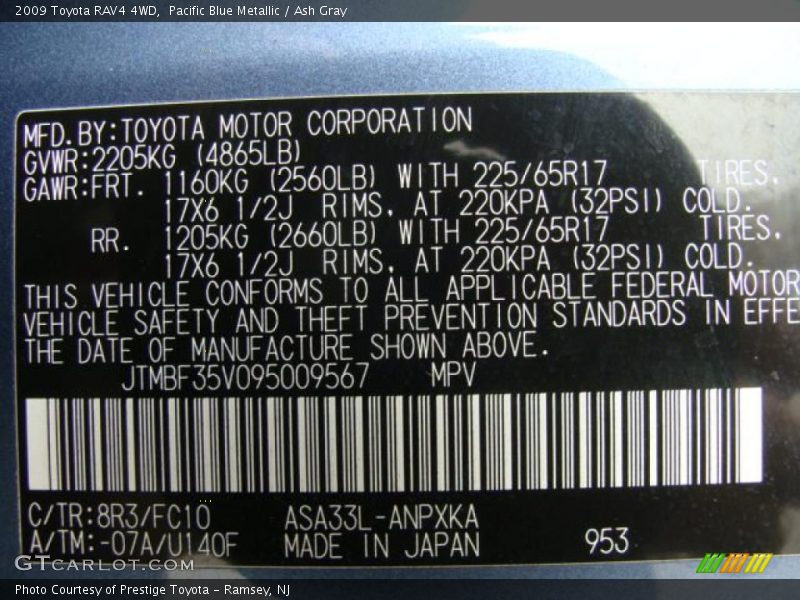 2009 Toyota RAV4 4WD,  Pacific Blue Metallic / Ash Gray
MFD.BY:TOYOTA MOTOR CORPORATION
GVWR:2205KG (4865LB)
GAWR:FRT. 1160KG (2560LB) WITH 225/65R17 TIRES.
17X6 1/2J RIMS, AT 220KPA (32PSI) COLD.
RR. 1205KG (2660LB) WITH 225/65R17 TIRES.
17X6 1/2J RIMS, AT 220KPA (32PSI) COLD.
THIS VEHICLE CONFORMS TO ALL APPLICABLE FEDERAL MOTOR
VEHICLE SAFETY AND THEFT PREVENTION STANDARDS IN EFFE
THE DATE OF MANUFACTURE SHOWN ABOVE.
JTMBF35V095009567 MPV
C/TR:8R3/FC10 ASA33L-ANPXKA
A/TM:-07A/U140F MADE IN JAPAN 953
GTCARLOT.COM
Photo Courtesy of Prestige Toyota - Ramsey, NJ